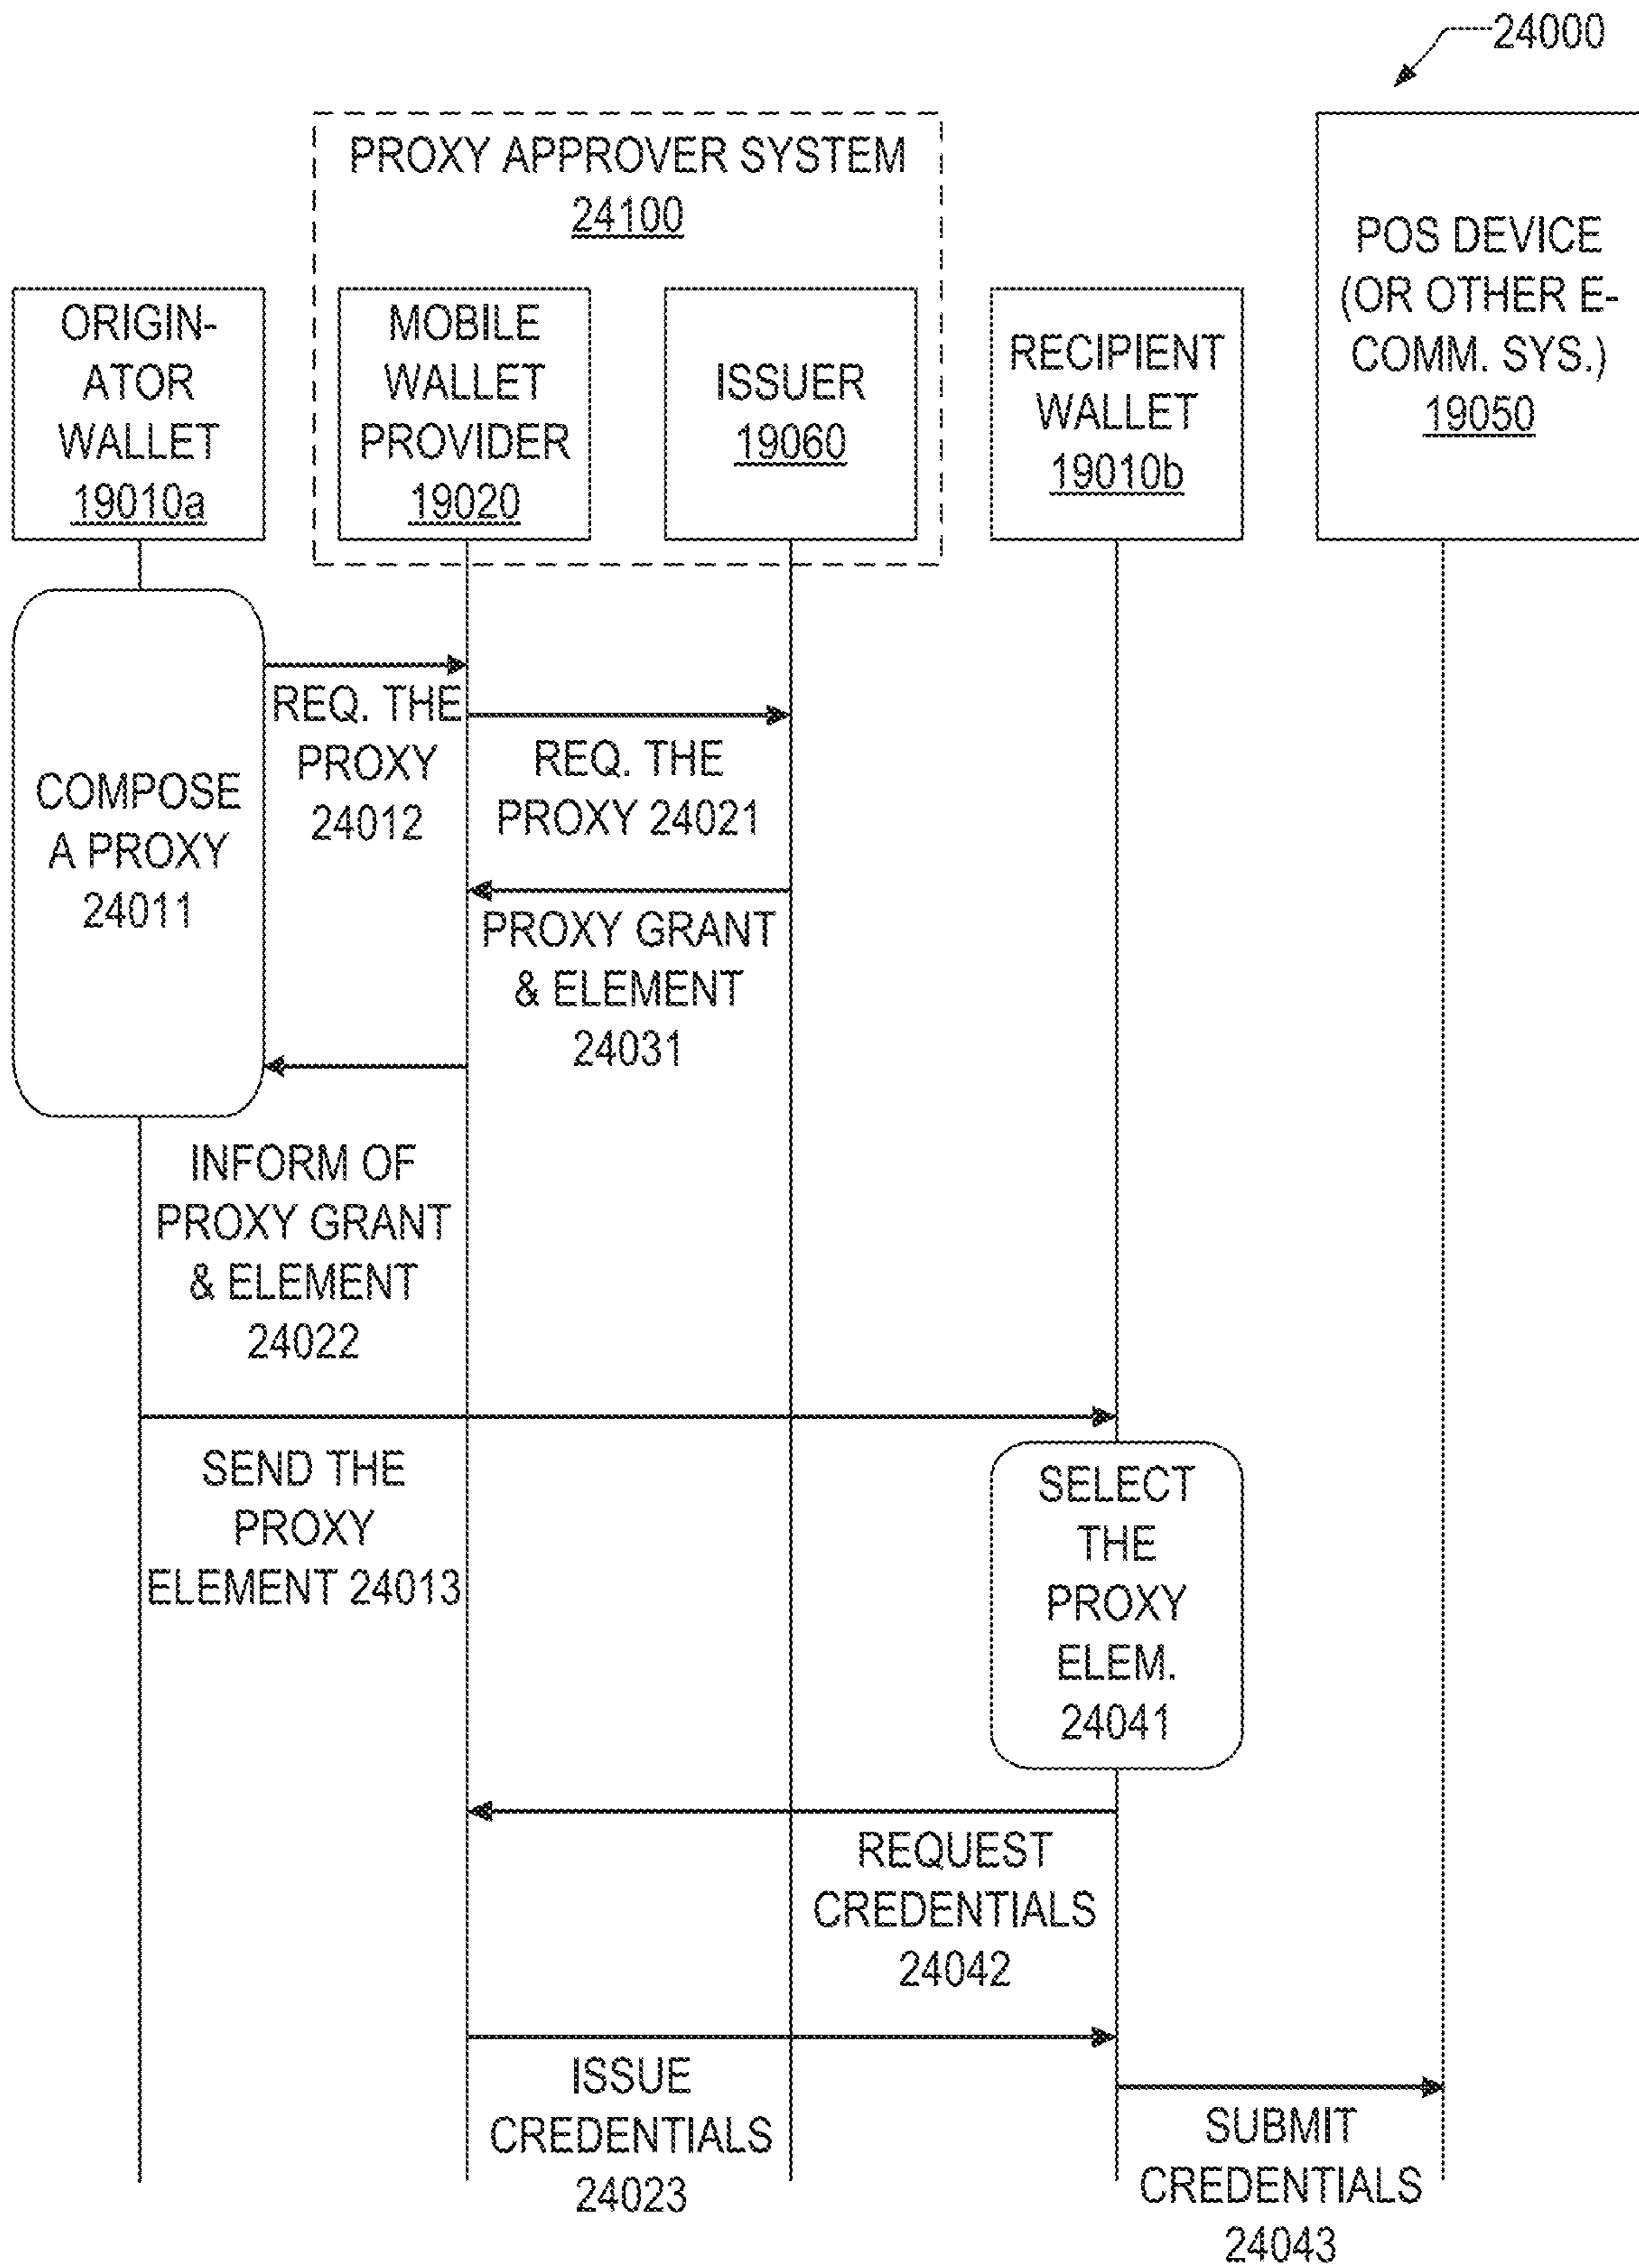 24000
PROXY APPROVER SYSTEM
24100
ORIGIN-
ATOR
WALLET
19010a
MOBILE
WALLET
PROVIDER
19020
ISSUER
19060
RECIPIENT
WALLET
19010b
POS DEVICE
(OR OTHER E-
COMM. SYS.)
19050
COMPOSE
A PROXY
24011
REQ. THE
PROXY
24012
REQ. THE
PROXY 24021
PROXY GRANT
& ELEMENT
24031
INFORM OF
PROXY GRANT
& ELEMENT
24022
SEND THE
PROXY
ELEMENT 24013
SELECT
THE
PROXY
ELEM.
24041
REQUEST
CREDENTIALS
24042
ISSUE
CREDENTIALS
24023
SUBMIT
CREDENTIALS
24043